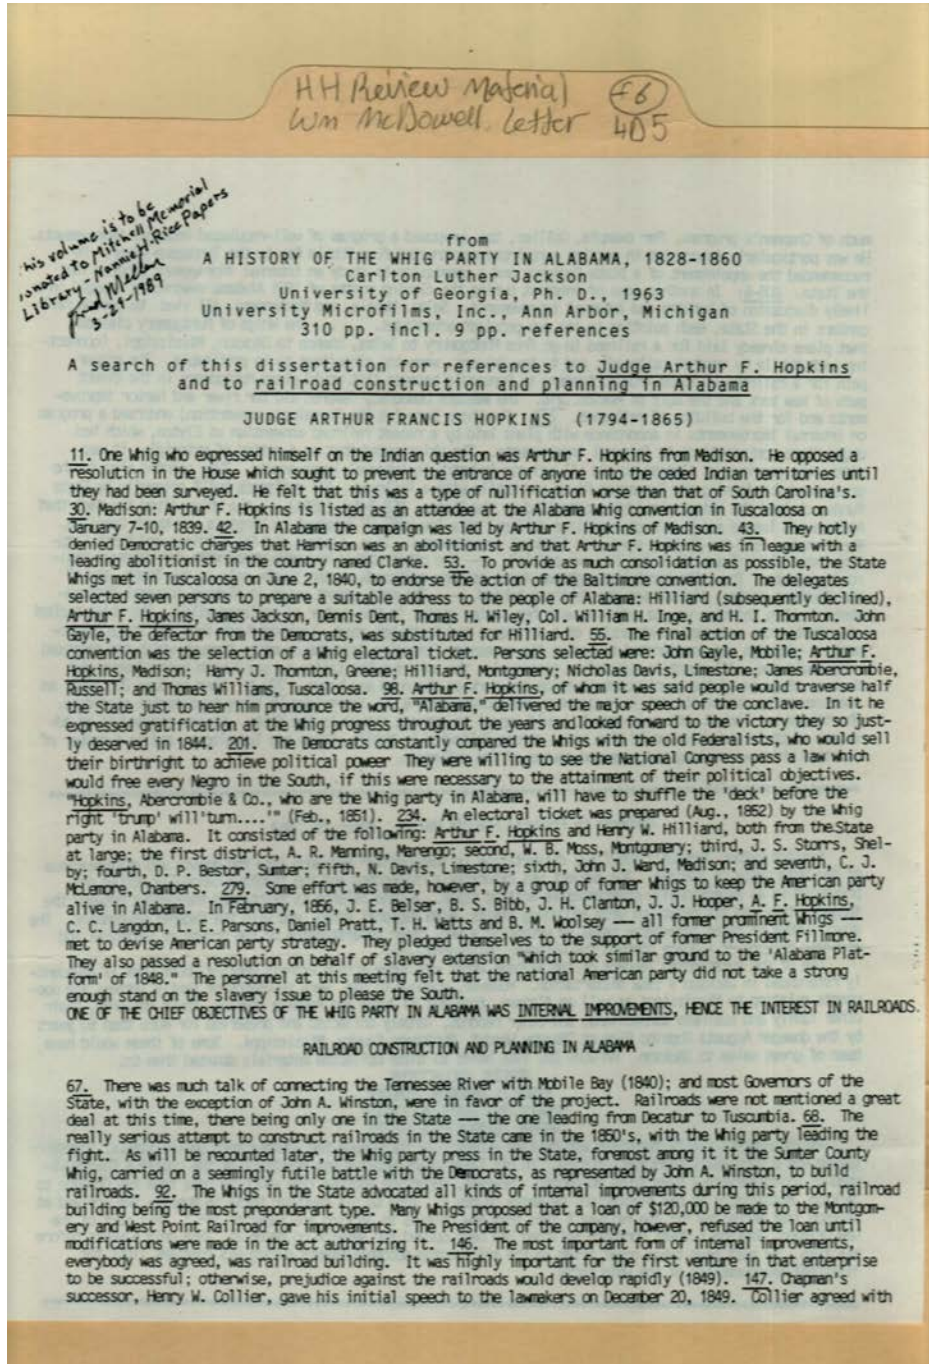 HH Review Material F6
Wm McDowell Letter 4D5
his volume is to be
onated to Mitchell Memorial
Library - Nannie H. Rice Papers
Fred Mellen
3-29-1989
from
A HISTORY OF THE WHIG PARTY IN ALABAMA, 1828-1860
Carlton Luther Jackson
University of Georgia, Ph. D., 1963
University Microfilms, Inc., Ann Arbor, Michigan
310 pp. incl. 9 pp. references
A search of this dissertation for references to Judge Arthur F. Hopkins
and to railroad construction and planning in Alabama
JUDGE ARTHUR FRANCIS HOPKINS (1794-1865)
11. One Whig who expressed himself on the Indian question was Arthur F. Hopkins from Madison. He opposed a
resolution in the House which sought to prevent the entrance of anyone into the ceded Indian territories until
they had been surveyed. He felt that this was a type of nullification worse than that of South Carolina's.
30. Madison: Arthur F. Hopkins is listed as an attendee at the Alabama Whig convention in Tuscaloosa on
January 7-10, 1839. 42. In Alabama the campaign was led by Arthur F. Hopkins of Madison. 43. They hotly
denied Democratic charges that Harrison was an abolitionist and that Arthur F. Hopkins was in league with a
leading abolitionist in the country named Clarke. 53. To provide as much consolidation as possible, the State
Whigs met in Tuscaloosa on June 2, 1840, to endorse the action of the Baltimore convention. The delegates
selected seven persons to prepare a suitable address to the people of Alabama: Hilliard (subsequently declined),
Arthur F. Hopkins, James Jackson, Dennis Dent, Thomas H. Wiley, Col. William H. Inge, and H. I. Thornton. John
Gayle, the defector from the Democrats, was substituted for Hilliard. 55. The final action of the Tuscaloosa
convention was the selection of a Whig electoral ticket. Persons selected were: John Gayle, Mobile; Arthur F.
Hopkins, Madison; Harry J. Thornton, Greene; Hilliard, Montgomery; Nicholas Davis, Limestone; James Abercrombie,
Russell; and Thomas Williams, Tuscaloosa. 98. Arthur F. Hopkins, of whom it was said people would traverse half
the State just to hear him pronounce the word, "Alabama," delivered the major speech of the conclave. In it he
expressed gratification at the Whig progress throughout the years andlooked forward to the victory they so just-
ly deserved in 1844. 201. The Democrats constantly compared the Whigs with the old Federalists, who would sell
their birthright to achieve political poweer They were willing to see the National Congress pass a law which
would free every Negro in the South, if this were necessary to the attainment of their political objectives.
"Hopkins, Abercrombie & Co., who are the Whig party in Alabama, will have to shuffle the 'deck' before the
right 'trump' will'turn....'" (Feb., 1851). 234. An electoral ticket was prepared (Aug., 1852) by the Whig
party in Alabama. It consisted of the following: Arthur F. Hopkins and Henry W. Hilliard, both from the State
at large; the first district, A. R. Manning, Marengo; second, W. B. Moss, Montgomery; third, J. S. Storrs, Shel-
by; fourth, D. P. Bestor, Sumter; fifth, N. Davis, Limestone; sixth, John J. Ward, Madison; and seventh, C. J.
McLemore, Chambers. 279. Some effort was made, however, by a group of former Whigs to keep the American party
alive in Alabama. In February, 1856, J. E. Belser, B. S. Bibb, J. H. Clanton, J. J. Hooper, A. F. Hopkins,
C. C. Langdon, L. E. Parsons, Daniel Pratt, T. H. Watts and B. M. Woolsey — all former prominent Whigs —
met to devise American party strategy. They pledged themselves to the support of former President Fillmore.
They also passed a resolution on behalf of slavery extension "which took similar ground to the 'Alabama Plat-
form' of 1848." The personnel at this meeting felt that the national American party did not take a strong
enough stand on the slavery issue to please the South.
ONE OF THE CHIEF OBJECTIVES OF THE WHIG PARTY IN ALABAMA WAS INTERNAL IMPROVEMENTS, HENCE THE INTEREST IN RAILROADS.
RAILROAD CONSTRUCTION AND PLANNING IN ALABAMA
67. There was much talk of connecting the Tennessee River with Mobile Bay (1840); and most Governors of the
State, with the exception of John A. Winston, were in favor of the project. Railroads were not mentioned a great
deal at this time, there being only one in the State — the one leading from Decatur to Tuscumbia. 68. The
really serious attempt to construct railroads in the State came in the 1850's, with the Whig party leading the
fight. As will be recounted later, the Whig party press in the State, foremost among it it the Sumter County
Whig, carried on a seemingly futile battle with the Democrats, as represented by John A. Winston, to build
railroads. 92. The Whigs in the State advocated all kinds of internal improvements during this period, railroad
building being the most preponderant type. Many Whigs proposed that a loan of $120,000 be made to the Montgom-
ery and West Point Railroad for improvements. The President of the company, however, refused the loan until
modifications were made in the act authorizing it. 146. The most important form of internal improvements,
everybody was agreed, was railroad building. It was highly important for the first venture in that enterprise
to be successful; otherwise, prejudice against the railroads would develop rapidly (1849). 147. Chapman's
successor, Henry W. Collier, gave his initial speech to the lawmakers on December 20, 1849. Collier agreed with